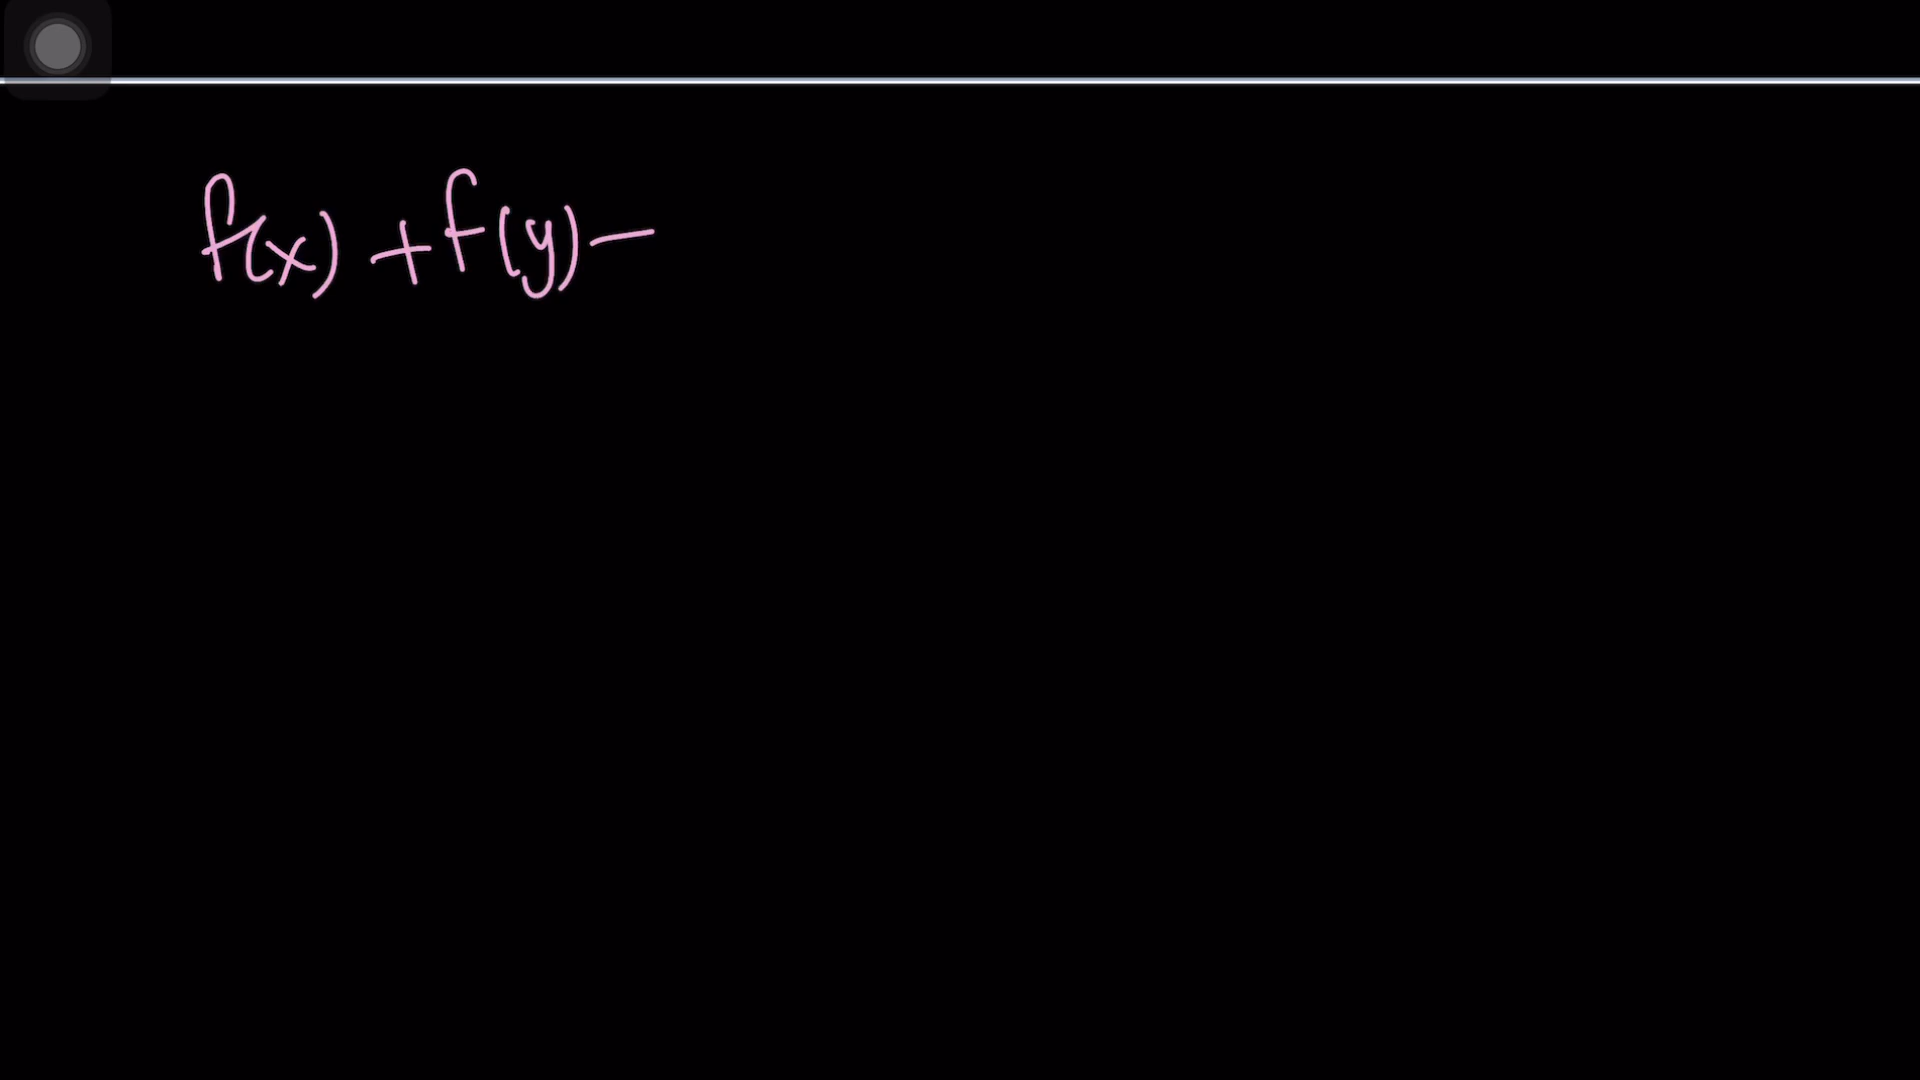 f(x) + f(y) −